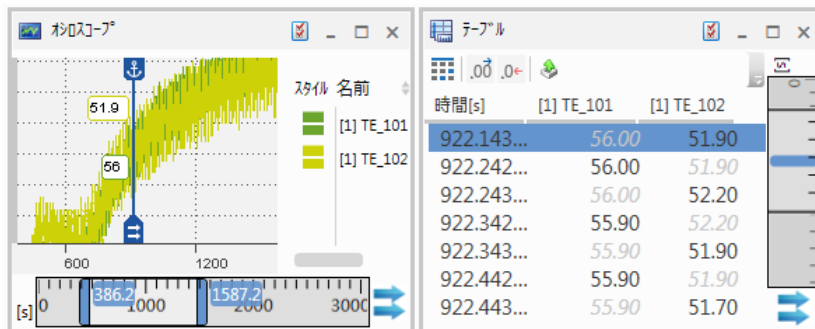 オシロスコープ
スタイル 名前
51.9
[1] TE_101
[1] TE_102
56
600 1200
[s] 0 386.2 1000 1587.2 2000 3000
テーブル
.00 .0
時間[s] [1] TE_101 [1] TE_102
922.143... 56.00 51.90
922.242... 56.00 51.90
922.243... 56.00 52.20
922.342... 55.90 52.20
922.343... 55.90 51.90
922.442... 55.90 51.90
922.443... 55.90 51.70
[s]
0